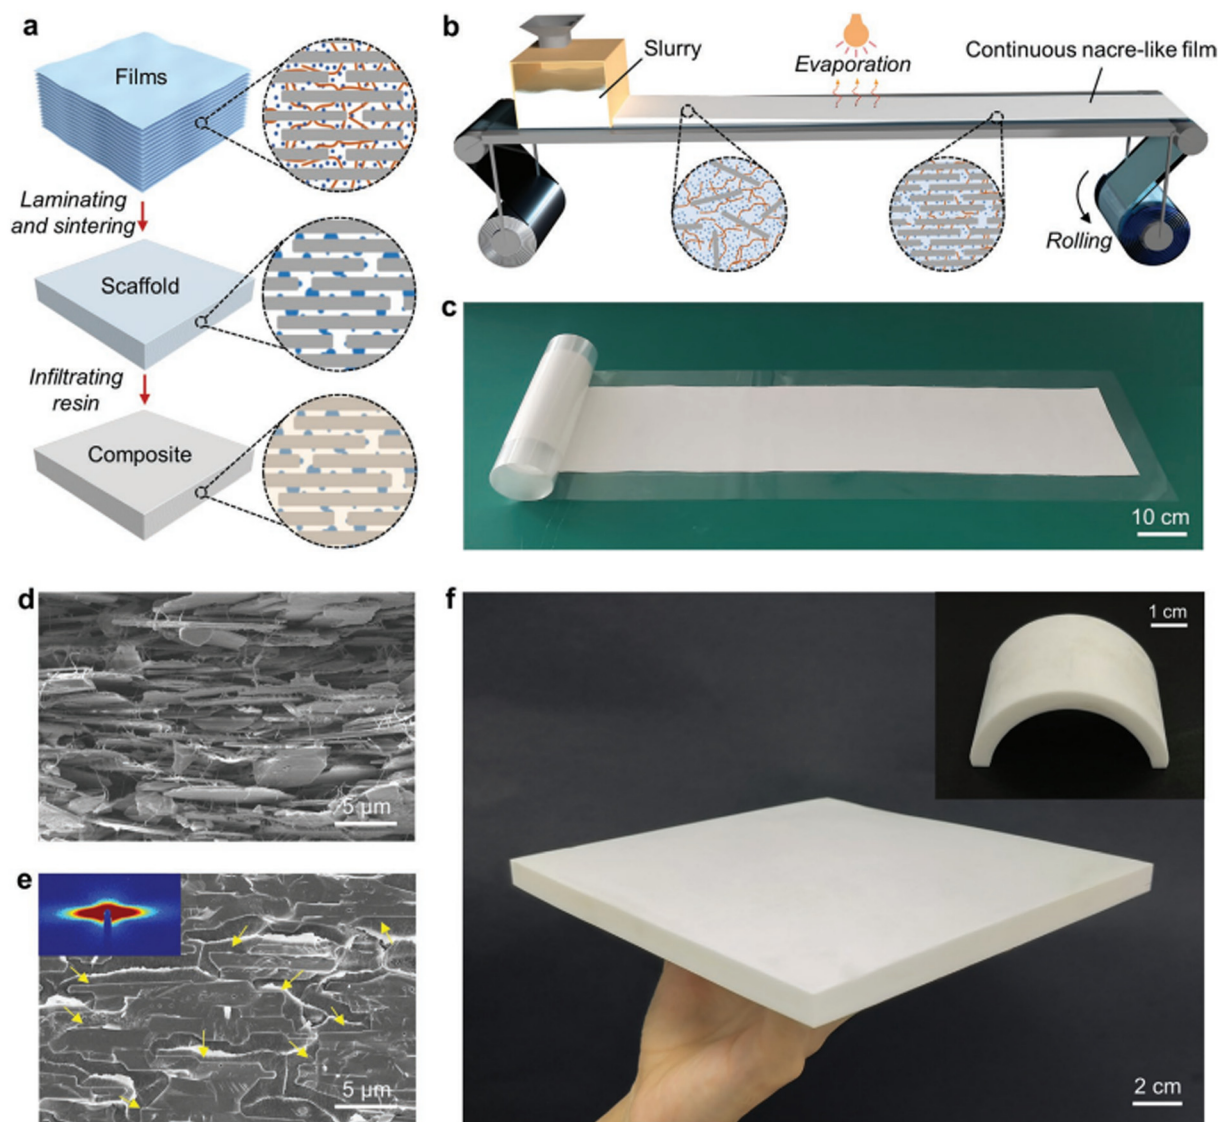 a
Films
Laminating
and sintering
Scaffold
Infiltrating
resin
Composite
b
Slurry
Evaporation
Continuous nacre-like film
Rolling
c
10 cm
d
5 μm
e
5 μm
f
1 cm
2 cm